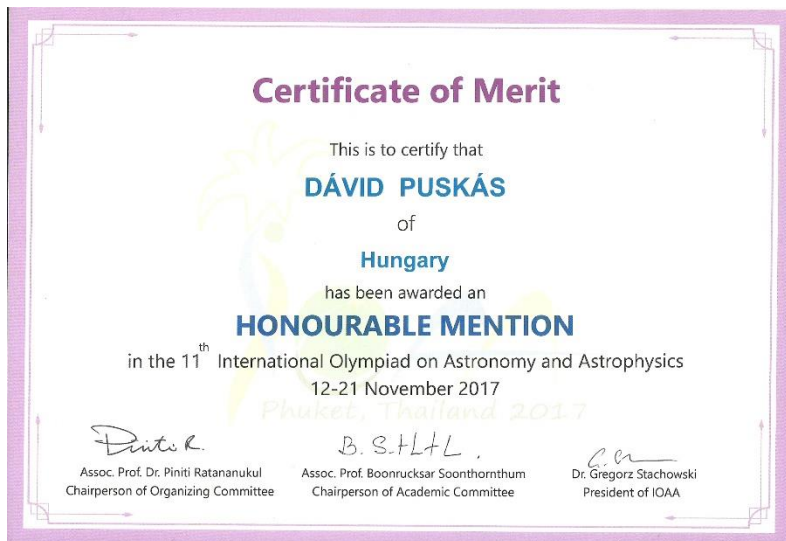 Certificate of Merit
This is to certify that
DÁVID PUSKÁS
of
Hungary
has been awarded an
HONOURABLE MENTION
in the 11th International Olympiad on Astronomy and Astrophysics
12-21 November 2017
Phuket, Thailand 2017
Assoc. Prof. Dr. Piniti Ratananukul
Chairperson of Organizing Committee
Assoc. Prof. Boonrucksar Soonthornthum
Chairperson of Academic Committee
Dr. Gregorz Stachowski
President of IOAA